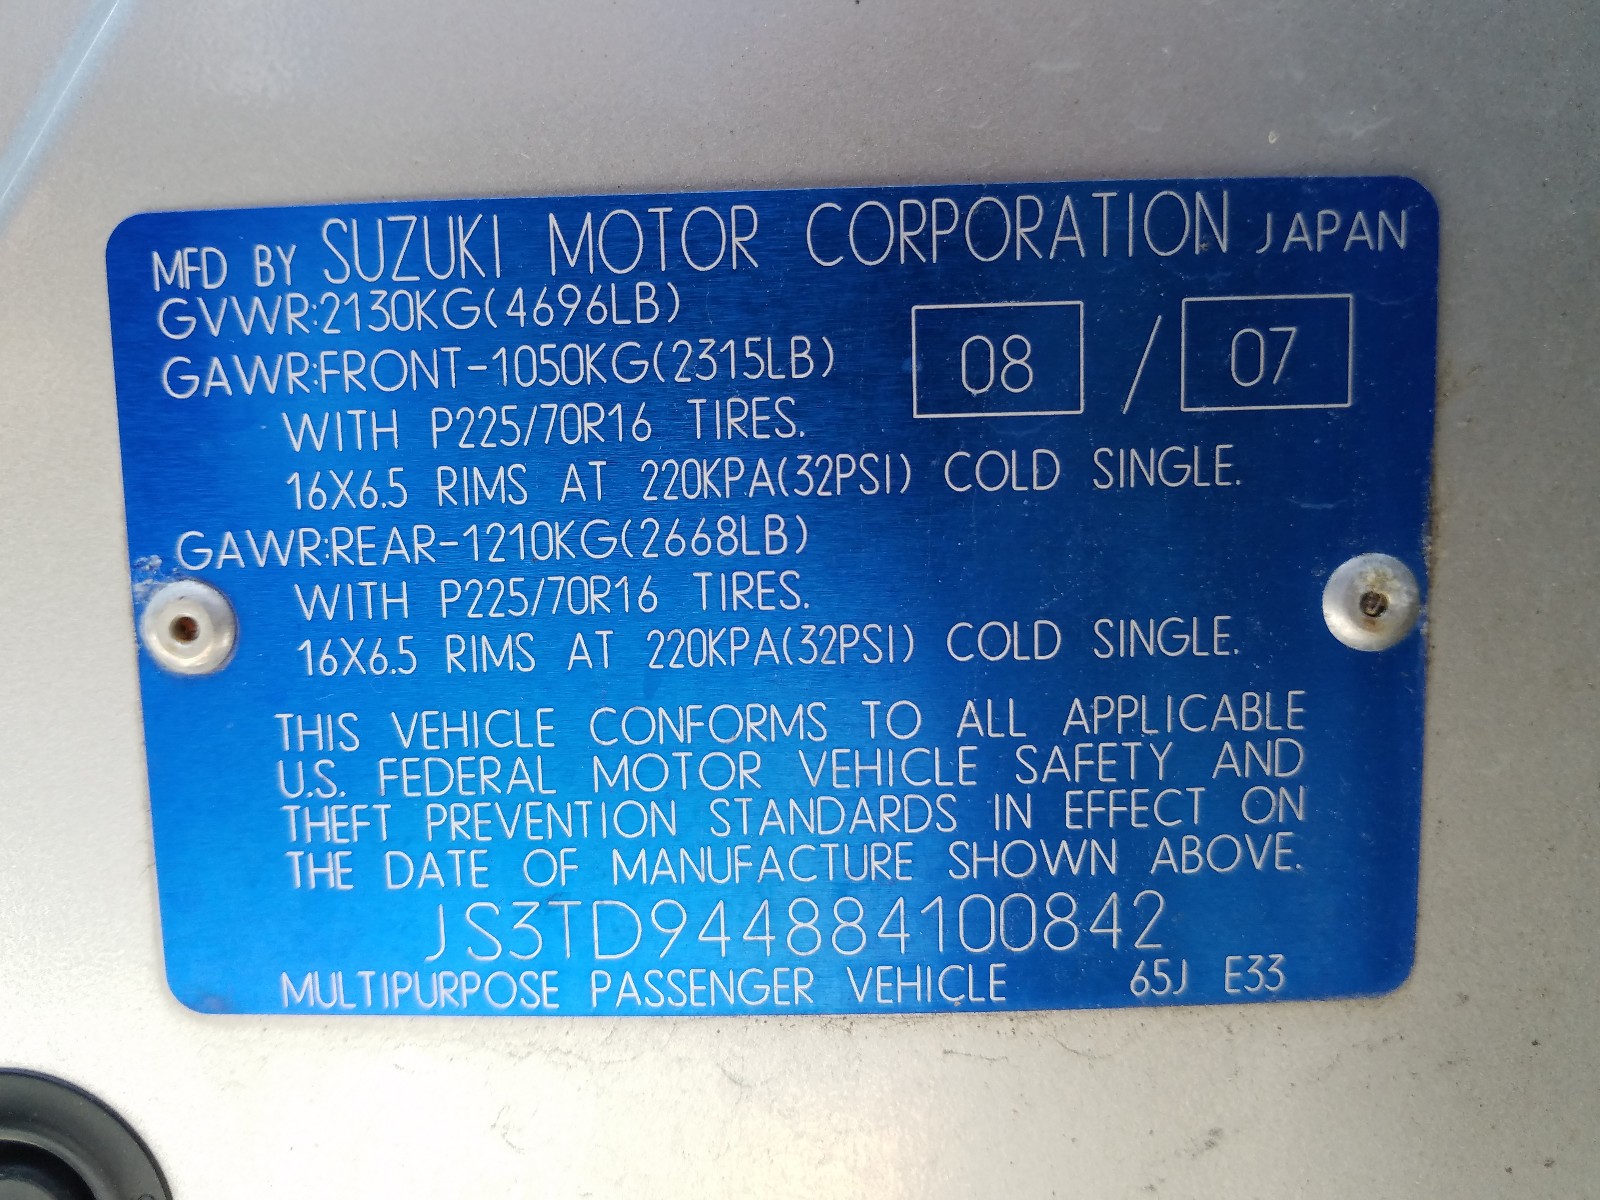 MFD BY SUZUKI MOTOR CORPORATION JAPAN
GVWR:2130KG(4696LB)
GAWR:FRONT-1050KG(2315LB)
08 / 07
WITH P225/70R16 TIRES.
16X6.5 RIMS AT 220KPA(32PSI) COLD SINGLE.
GAWR:REAR-1210KG(2668LB)
WITH P225/70R16 TIRES.
16X6.5 RIMS AT 220KPA(32PSI) COLD SINGLE.
THIS VEHICLE CONFORMS TO ALL APPLICABLE
U.S. FEDERAL MOTOR VEHICLE SAFETY AND
THEFT PREVENTION STANDARDS IN EFFECT ON
THE DATE OF MANUFACTURE SHOWN ABOVE.
JS3TD944884100842
MULTIPURPOSE PASSENGER VEHICLE 65J E33